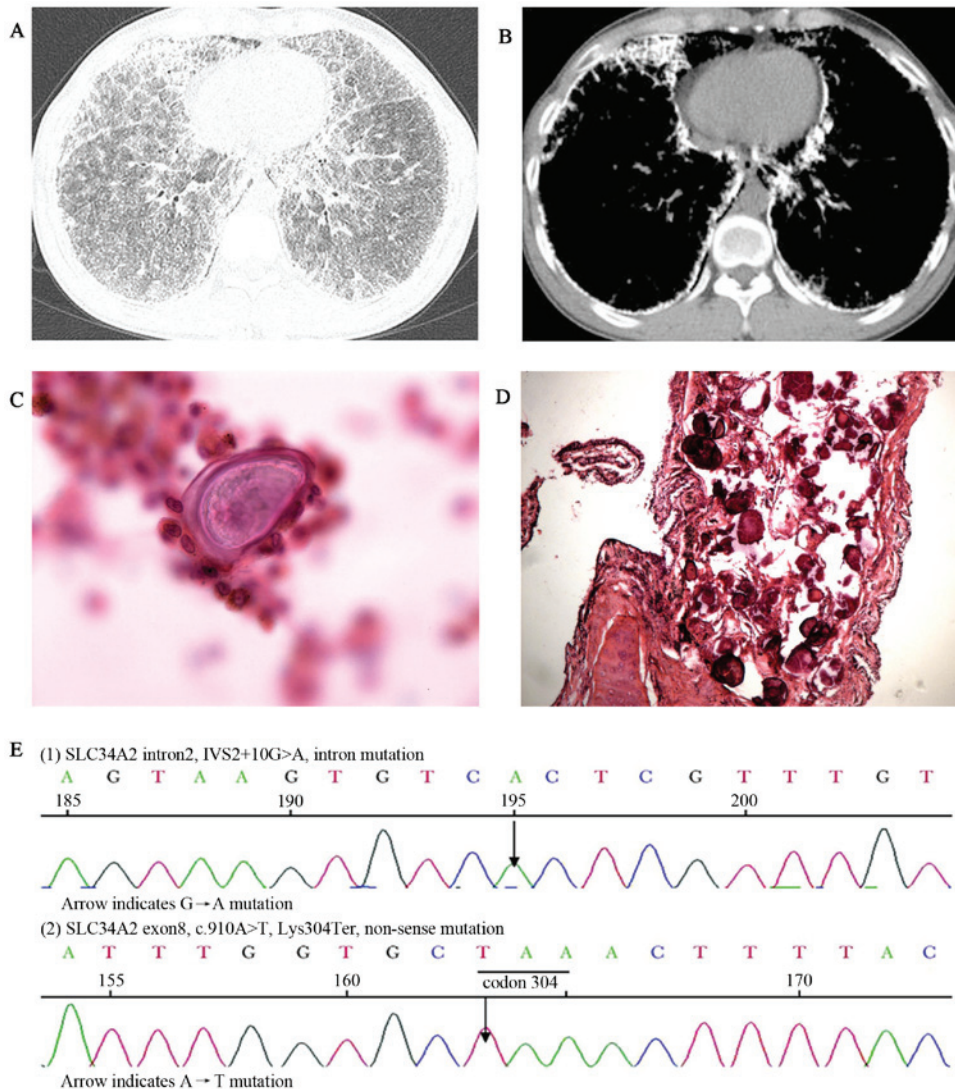 A
B
C
D
E
(1) SLC34A2 intron2, IVS2+10G>A, intron mutation
A G T A A G T G T C A C T C G T T T G T
185 190 195 200
Arrow indicates G→A mutation
(2) SLC34A2 exon8, c.910A>T, Lys304Ter, non-sense mutation
A T T T G G T G C T A A A C T T T T A C
155 160 codon 304 170
Arrow indicates A→T mutation